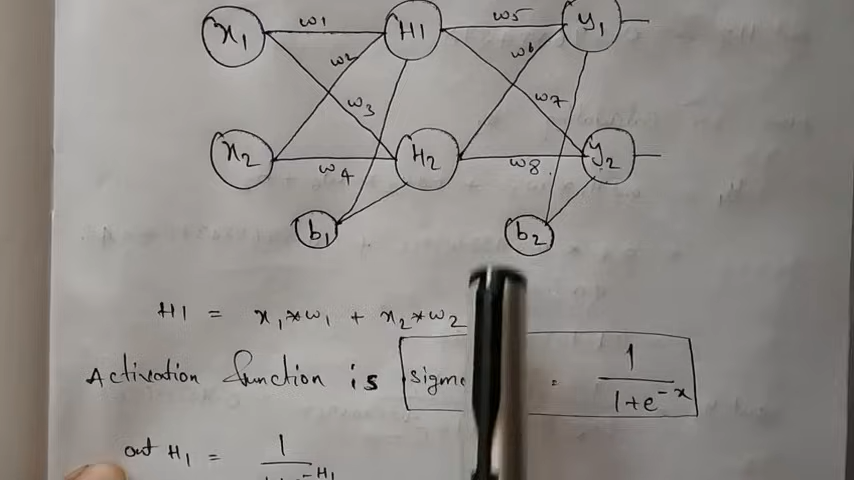 x₁ w1 H1 w5 y₁
w2 w6
w3 w7
x₂ w4 H₂ w8 y₂
b₁ b₂
H1 = x₁*w₁ + x₂*w₂
Activation function is = 1/1+e⁻ˣ
out H₁ = 1